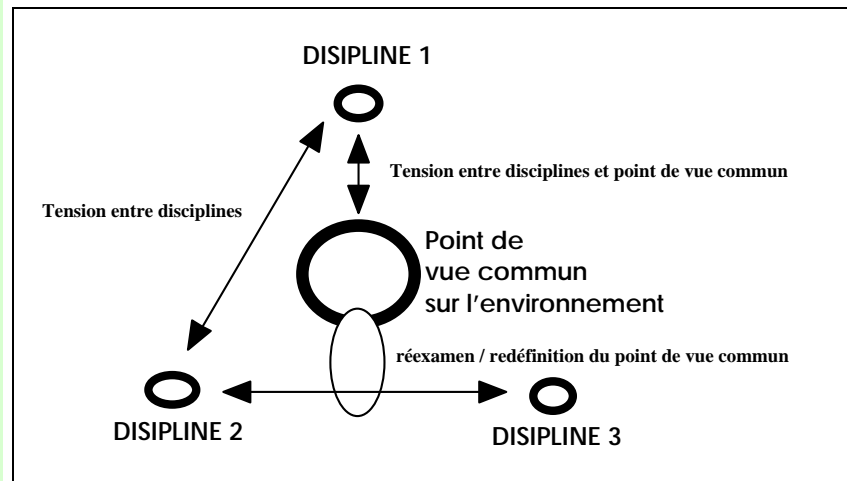 DISIPLINE 1
Tension entre disciplines et point de vue commun
Tension entre disciplines
Point de
vue commun
sur l'environnement
réexamen / redéfinition du point de vue commun
DISIPLINE 2
DISIPLINE 3